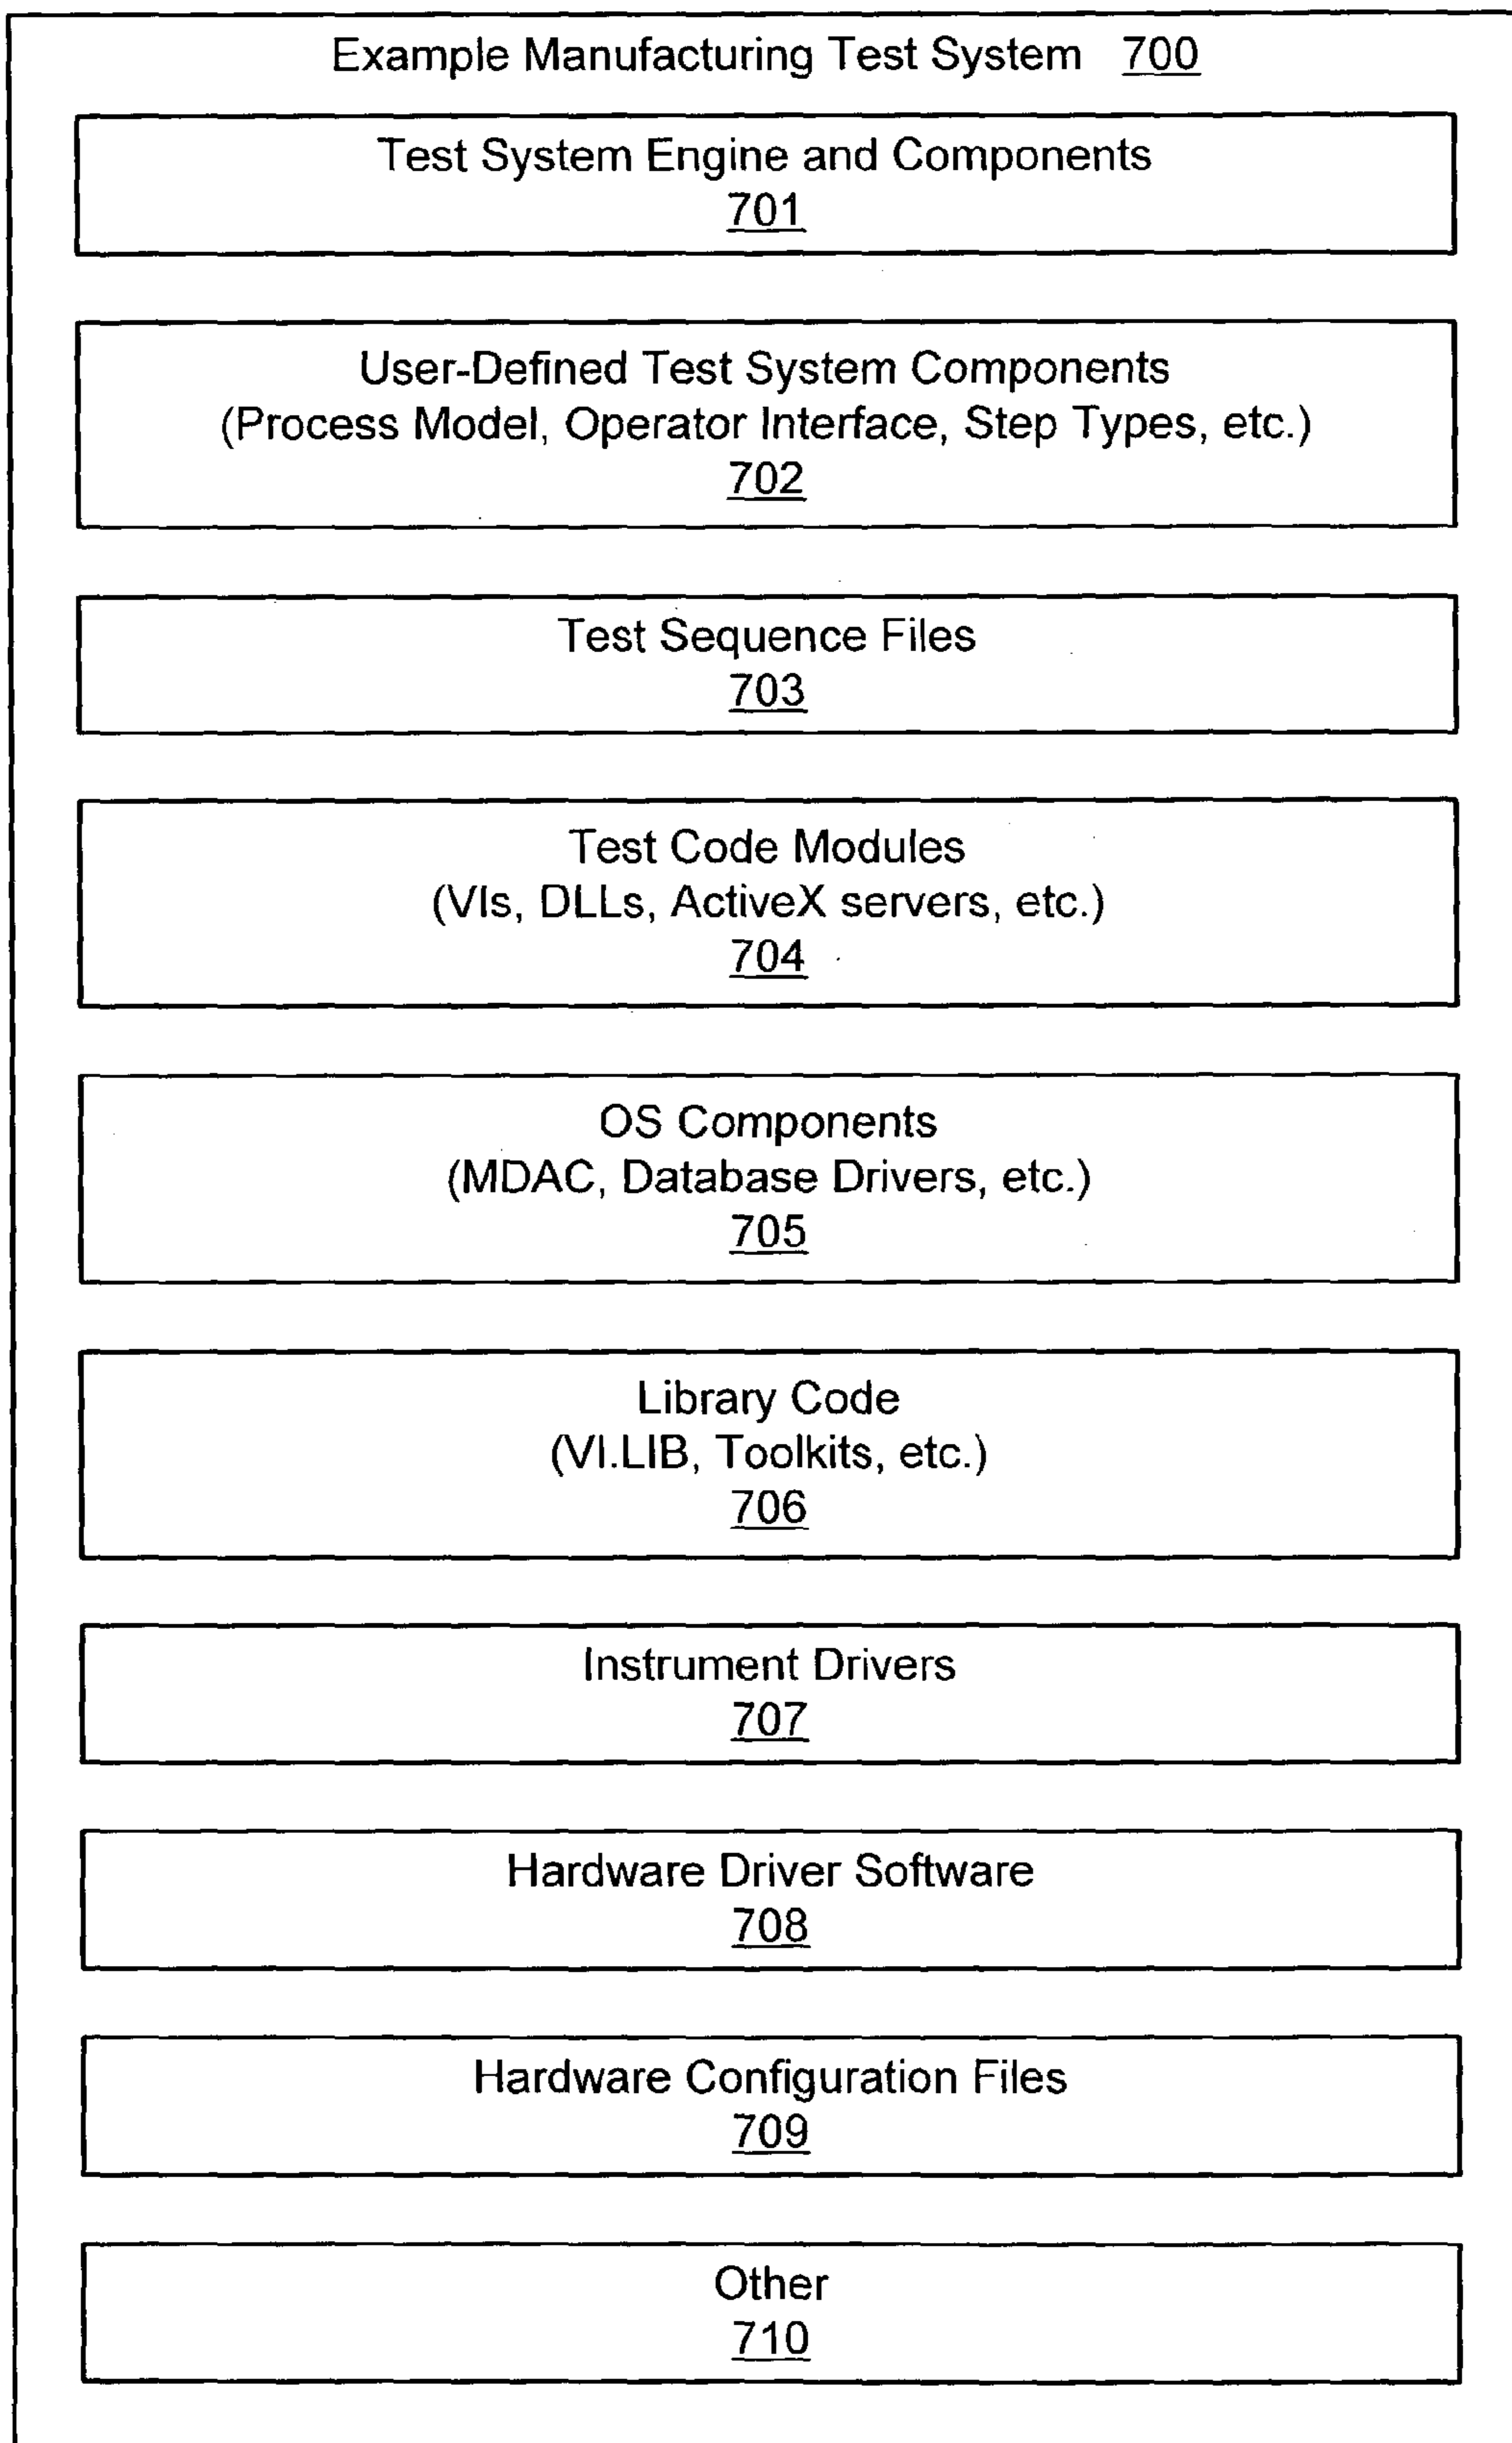 Example Manufacturing Test System 700
Test System Engine and Components
701
User-Defined Test System Components
(Process Model, Operator Interface, Step Types, etc.)
702
Test Sequence Files
703
Test Code Modules
(VIs, DLLs, ActiveX servers, etc.)
704
OS Components
(MDAC, Database Drivers, etc.)
705
Library Code
(VI.LIB, Toolkits, etc.)
706
Instrument Drivers
707
Hardware Driver Software
708
Hardware Configuration Files
709
Other
710